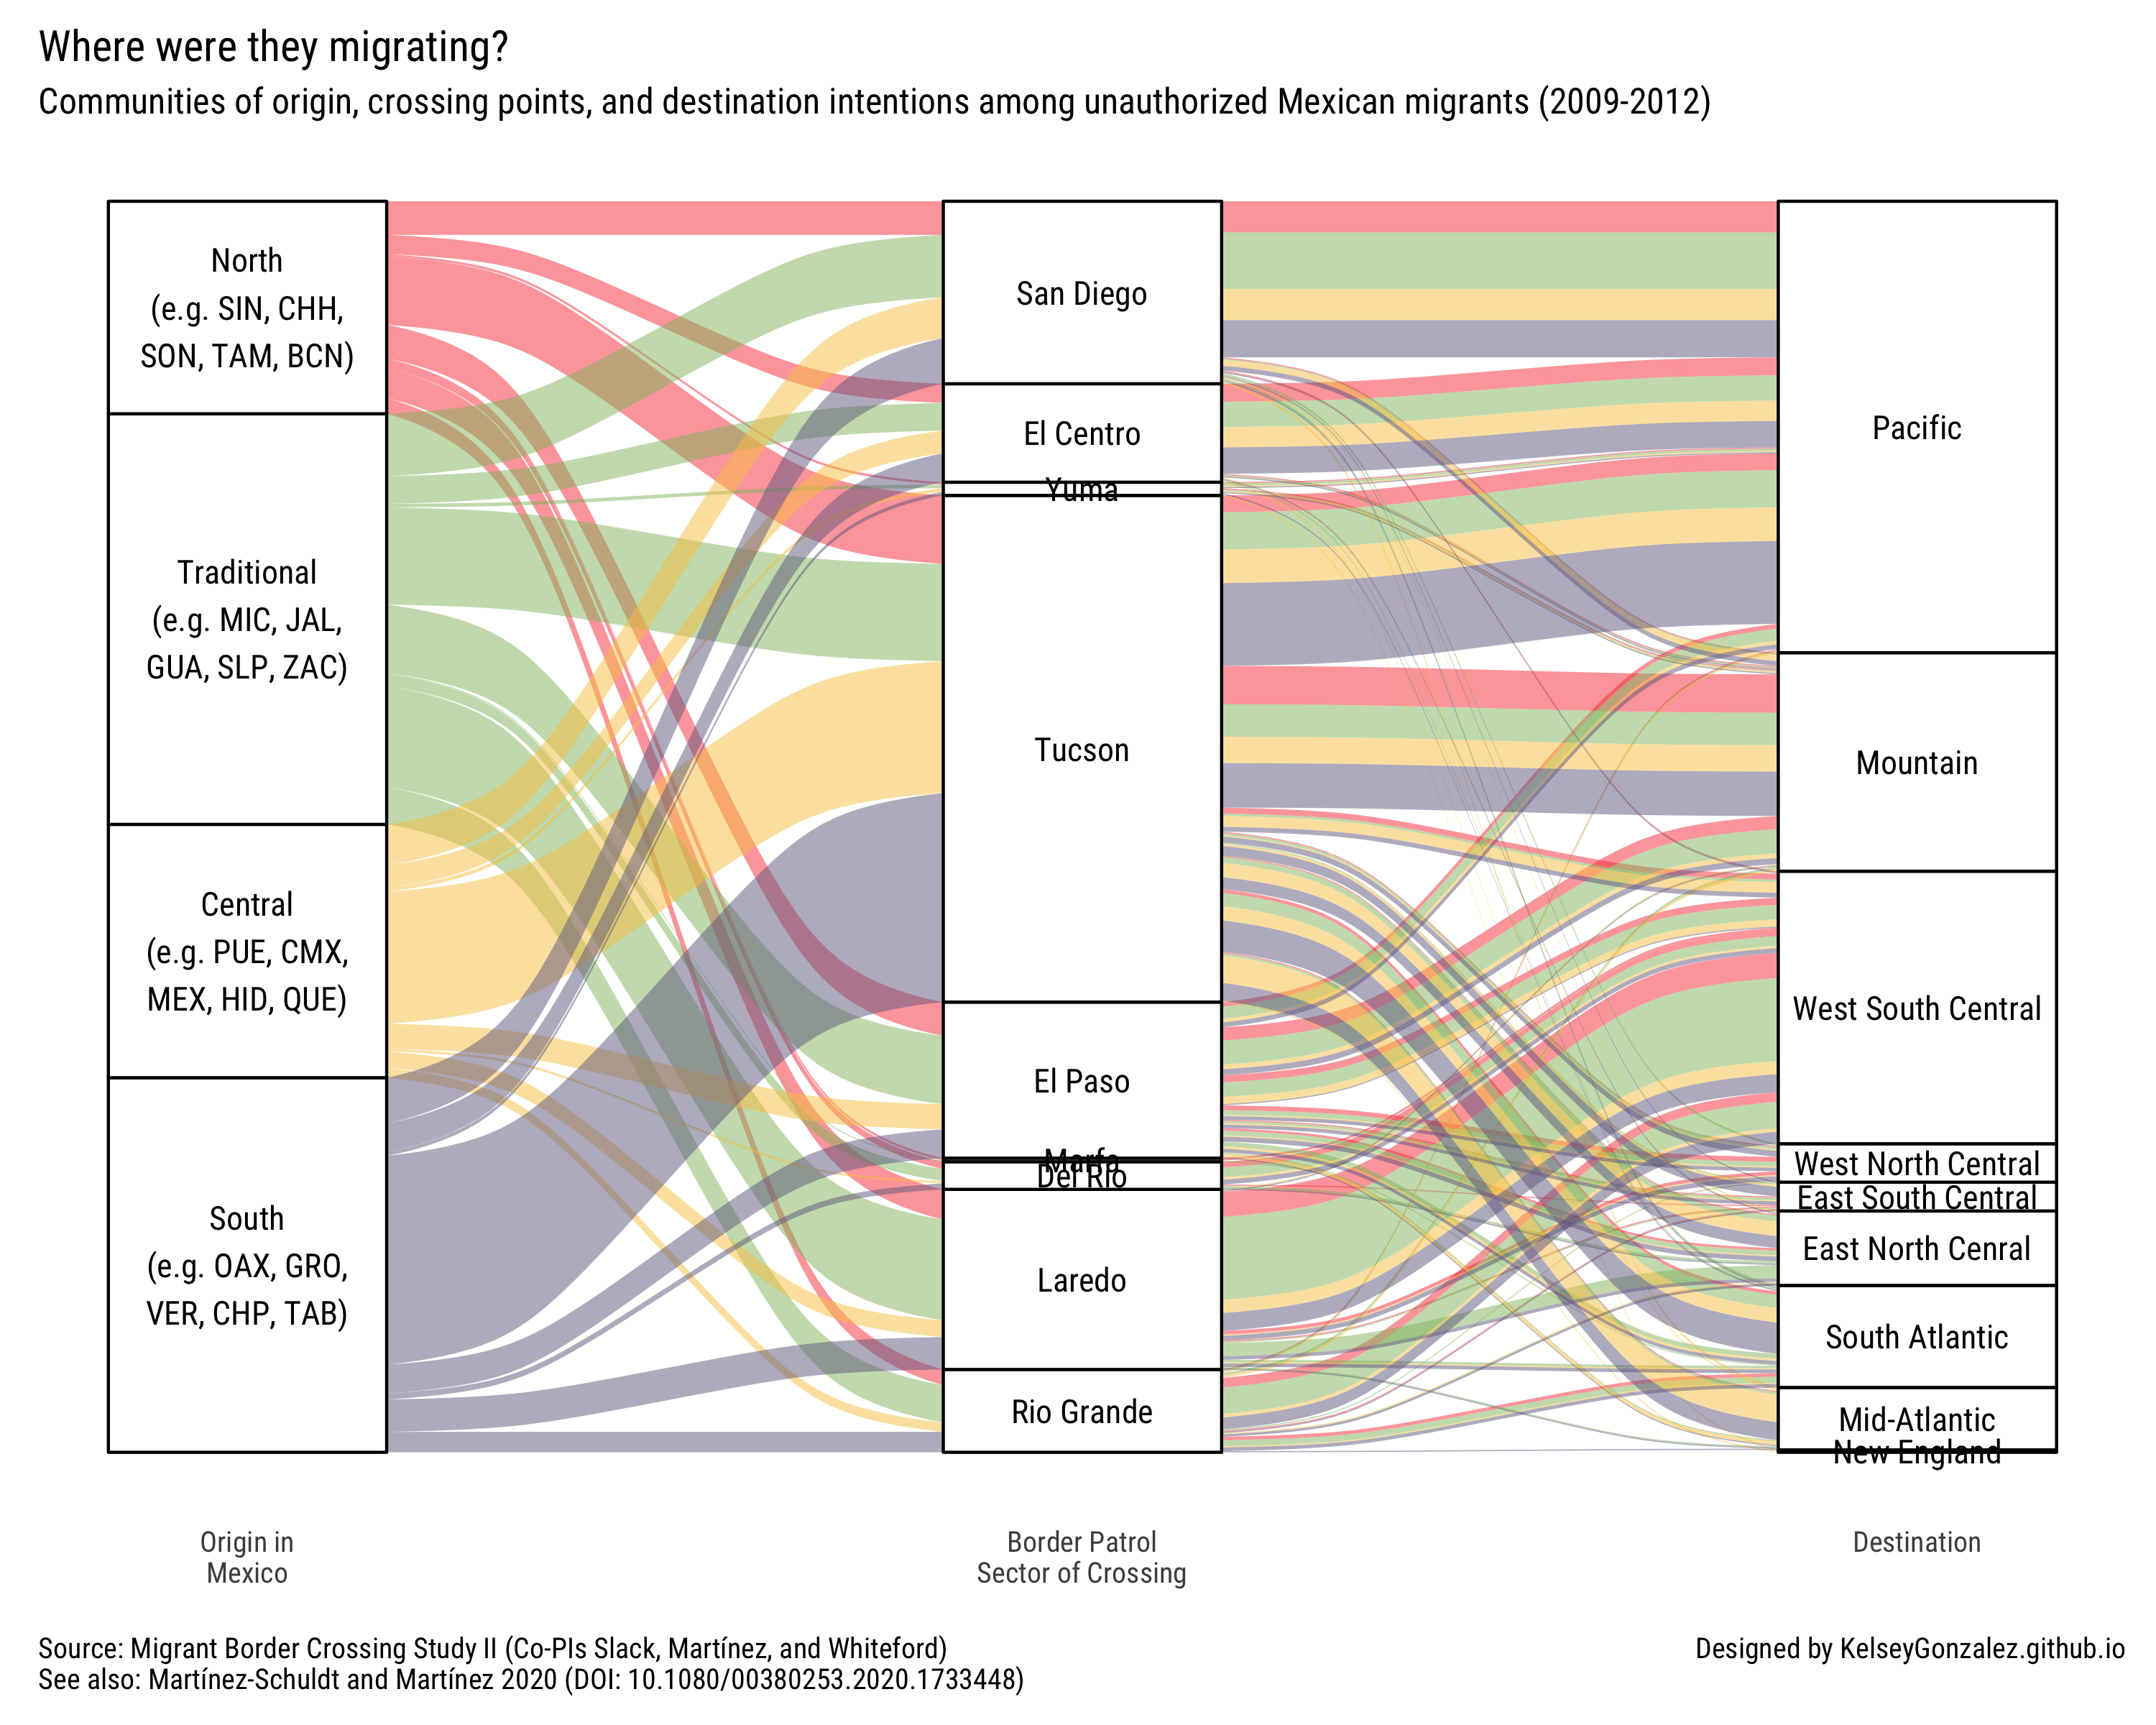 Where were they migrating?
Communities of origin, crossing points, and destination intentions among unauthorized Mexican migrants (2009-2012)
North
(e.g. SIN, CHH,
SON, TAM, BCN)
Traditional
(e.g. MIC, JAL,
GUA, SLP, ZAC)
Central
(e.g. PUE, CMX,
MEX, HID, QUE)
South
(e.g. OAX, GRO,
VER, CHP, TAB)
San Diego
El Centro
Yuma
Tucson
El Paso
Marfa
Del Rio
Laredo
Rio Grande
Pacific
Mountain
West South Central
West North Central
East South Central
East North Cenral
South Atlantic
Mid-Atlantic
New England
Origin in
Mexico
Border Patrol
Sector of Crossing
Destination
Source: Migrant Border Crossing Study II (Co-PIs Slack, Martínez, and Whiteford)
See also: Martínez-Schuldt and Martínez 2020 (DOI: 10.1080/00380253.2020.1733448)
Designed by KelseyGonzalez.github.io